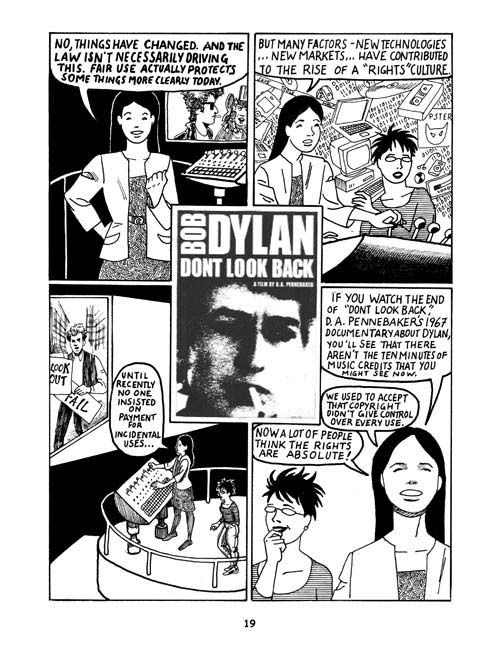 NO, THINGS HAVE CHANGED. AND THE
LAW ISN'T NECESSARILY DRIVING
THIS. FAIR USE ACTUALLY PROTECTS
SOME THINGS MORE CLEARLY TODAY.
BUT MANY FACTORS - NEW TECHNOLOGIES
... NEW MARKETS... HAVE CONTRIBUTED
TO THE RISE OF A "RIGHTS" CULTURE.
PSTER
BOB
DYLAN
DONT LOOK BACK
A FILM BY D.A. PENNEBAKER
LOOK
OUT
FAIL
UNTIL
RECENTLY
NO ONE
INSISTED
ON
PAYMENT
FOR
INCIDENTAL
USES...
IF YOU WATCH THE END
OF "DONT LOOK BACK,"
D.A. PENNEBAKER'S 1967
DOCUMENTARY ABOUT DYLAN,
YOU'LL SEE THAT THERE
AREN'T THE TEN MINUTES OF
MUSIC CREDITS THAT YOU
MIGHT SEE NOW.
WE USED TO ACCEPT
THAT COPYRIGHT
DIDN'T GIVE CONTROL
OVER EVERY USE.
NOW A LOT OF PEOPLE
THINK THE RIGHTS
ARE ABSOLUTE!
19